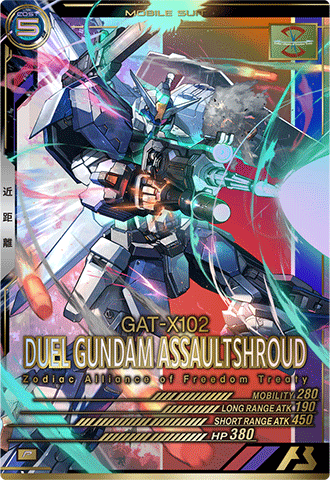 COST
MOBILE SUIT
5
近距離
GAT-X102
DUEL GUNDAM ASSAULTSHROUD
Zodiac Alliance of Freedom Treaty
MOBILITY 280
LONG RANGE ATK 190
SHORT RANGE ATK 450
HP 380